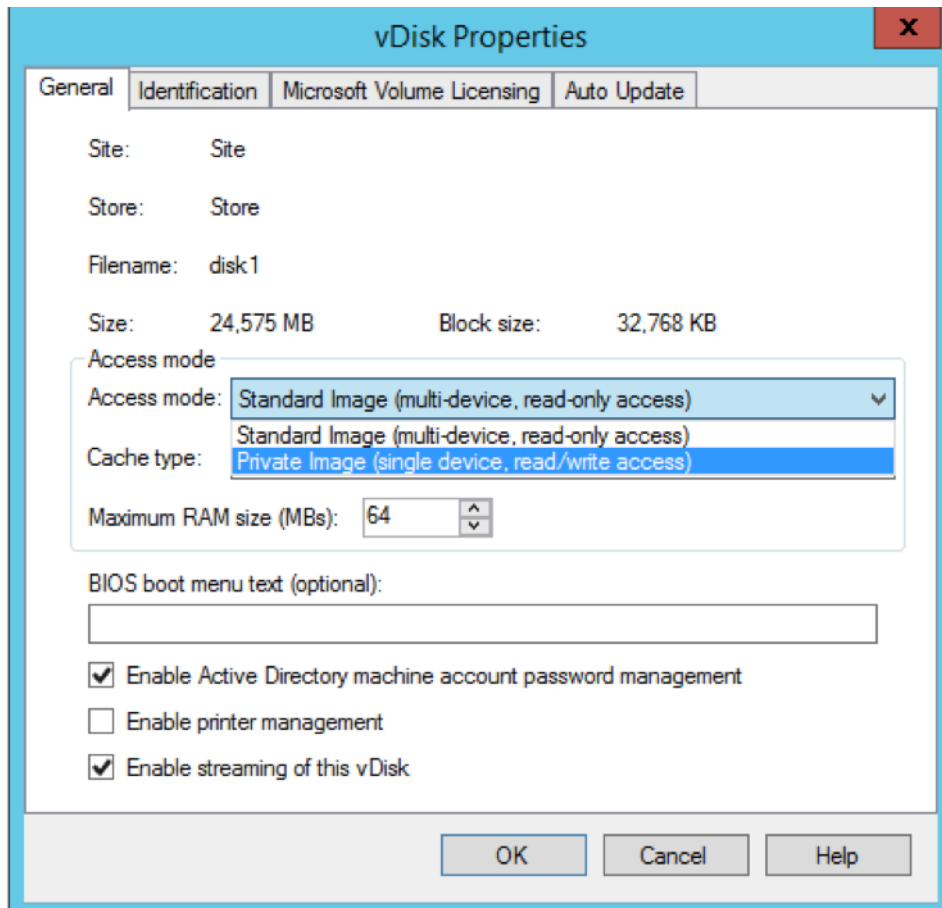 vDisk Properties
x
General Identification Microsoft Volume Licensing Auto Update
Site: Site
Store: Store
Filename: disk1
Size: 24,575 MB Block size: 32,768 KB
Access mode
Access mode: Standard Image (multi-device, read-only access)
Standard Image (multi-device, read-only access)
Cache type: Private Image (single device, read/write access)
Maximum RAM size (MBs): 64
BIOS boot menu text (optional):
Enable Active Directory machine account password management
Enable printer management
Enable streaming of this vDisk
OK Cancel Help